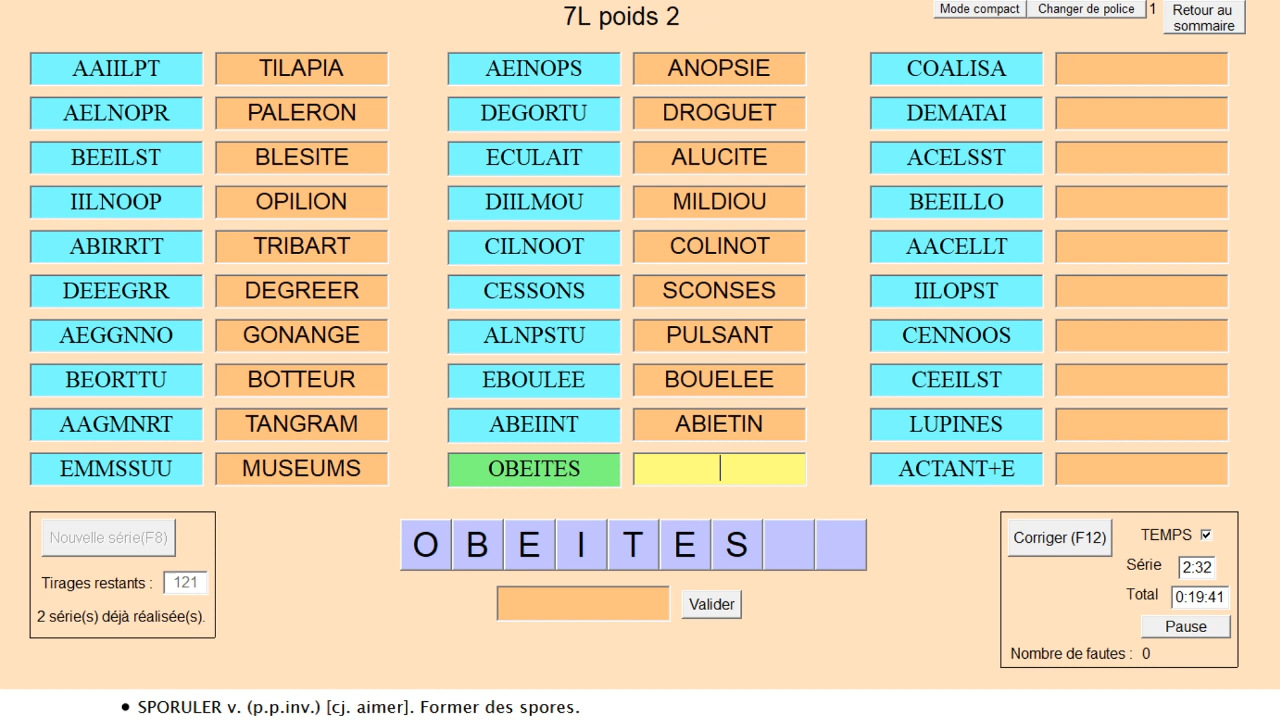 7L poids 2
Mode compact Changer de police 1 Retour au sommaire
AAIILPT TILAPIA AEINOPS ANOPSIE COALISA
AELNOPR PALERON DEGORTU DROGUET DEMATAI
BEEILST BLESITE ECULAIT ALUCITE ACELSST
IILNOOP OPILION DIILMOU MILDIOU BEEILLO
ABIRRTT TRIBART CILNOOT COLINOT AACELLT
DEEEGRR DEGREER CESSONS SCONSES IILOPST
AEGGNNO GONANGE ALNPSTU PULSANT CENNOOS
BEORTTU BOTTEUR EBOULEE BOUELEE CEEILST
AAGMNRT TANGRAM ABEIINT ABIETIN LUPINES
EMMSSUU MUSEUMS OBEITES ACTANT+E
Nouvelle série(F8)
Tirages restants : 121
2 série(s) déjà réalisée(s).
O B E I T E S
Valider
Corriger (F12) TEMPS
Série 2:32
Total 0:19:41
Pause
Nombre de fautes : 0
• SPORULER v. (p.p.inv.) [cj. aimer]. Former des spores.